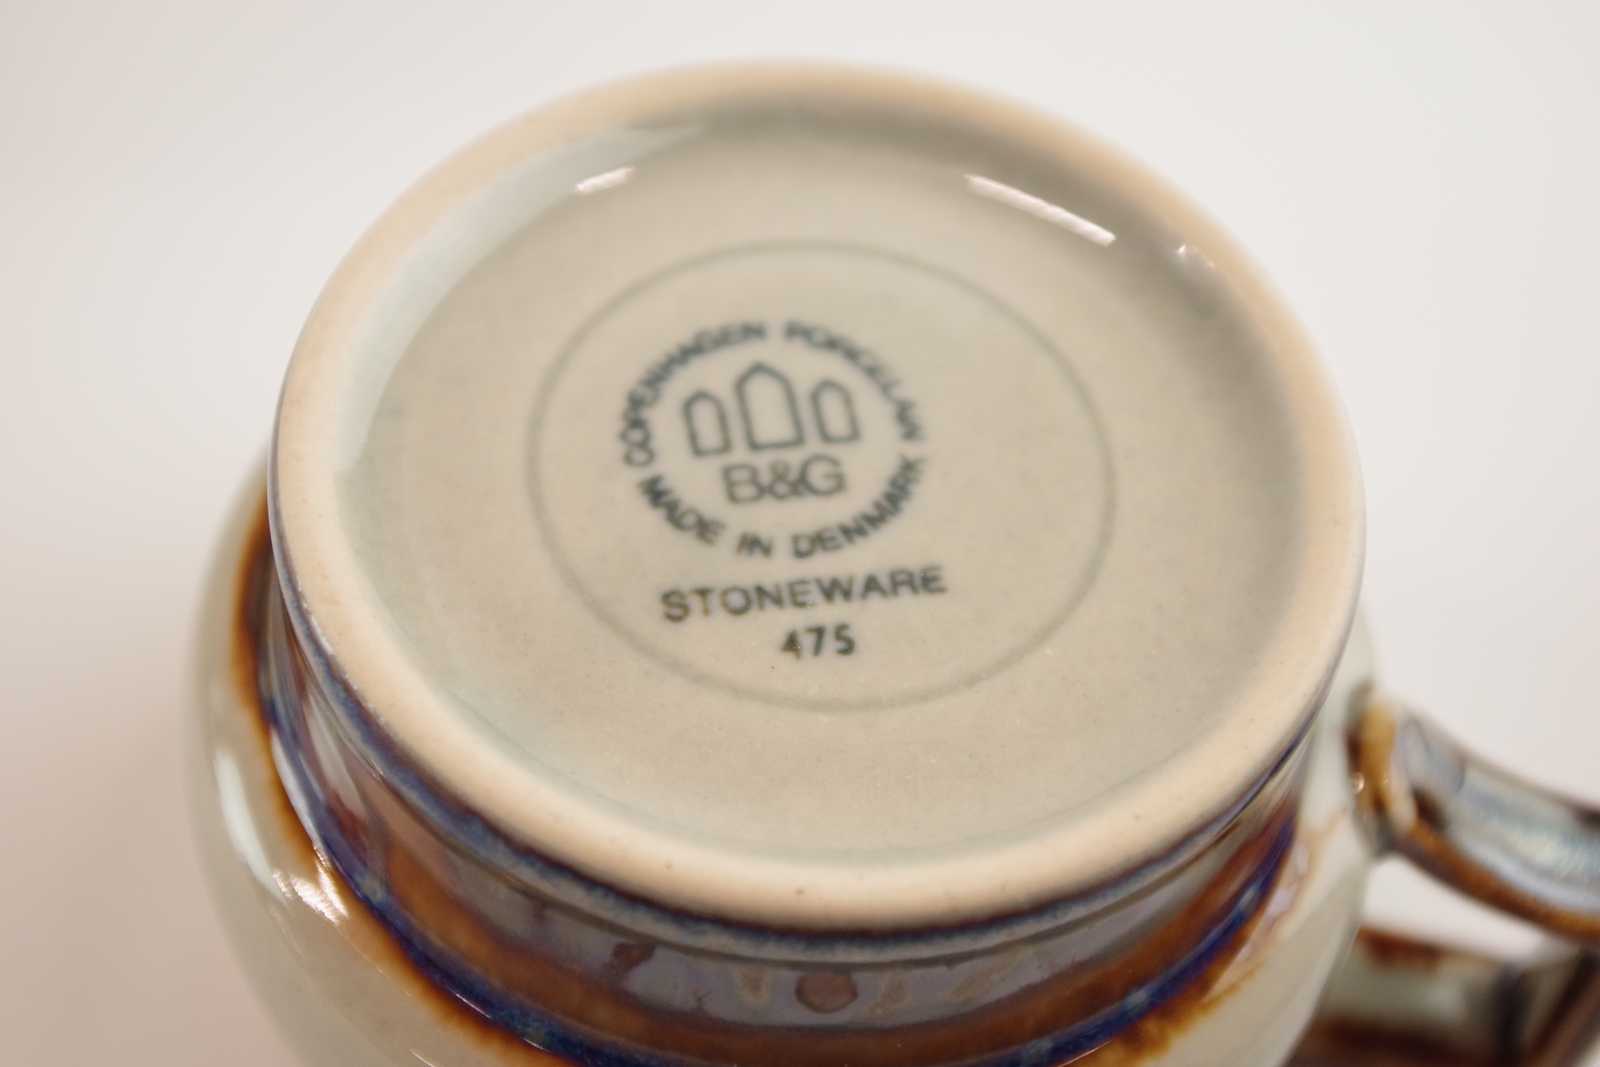 COPENHAGEN PORCELAIN
B&G
MADE IN DENMARK
STONEWARE
475